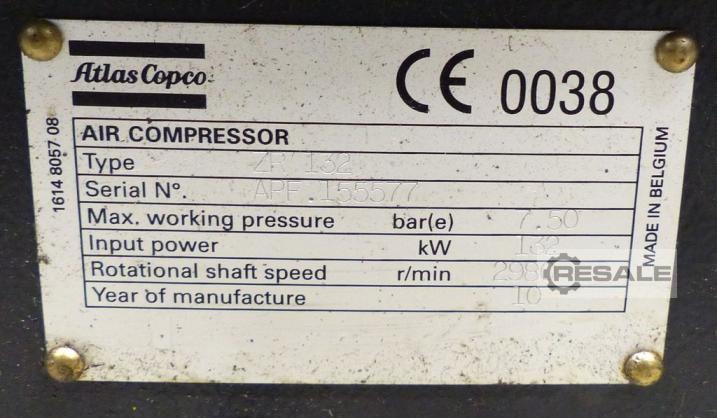 Atlas Copco
CE 0038
1614 8057 08
AIR COMPRESSOR
Type ZR 132
Serial N°. APF 155577
Max. working pressure bar(e) 7.50
Input power kW 132
Rotational shaft speed r/min
Year of manufacture 10
MADE IN BELGIUM
RESALE